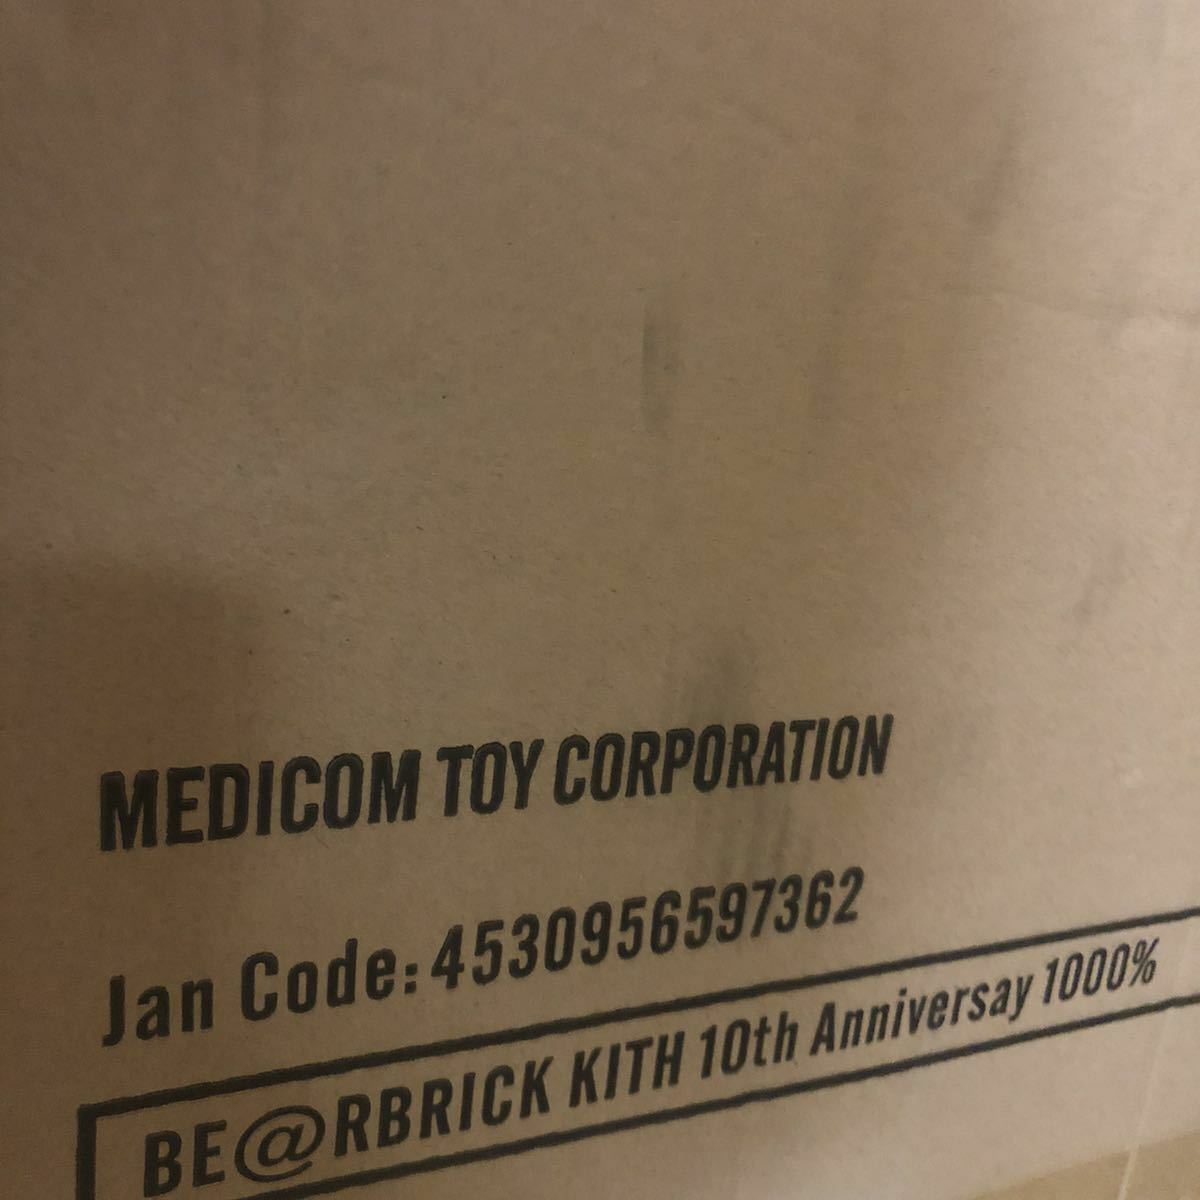 MEDICOM TOY CORPORATION
Jan Code:4530956597362
BE@RBRICK KITH 10th Anniversay 1000%